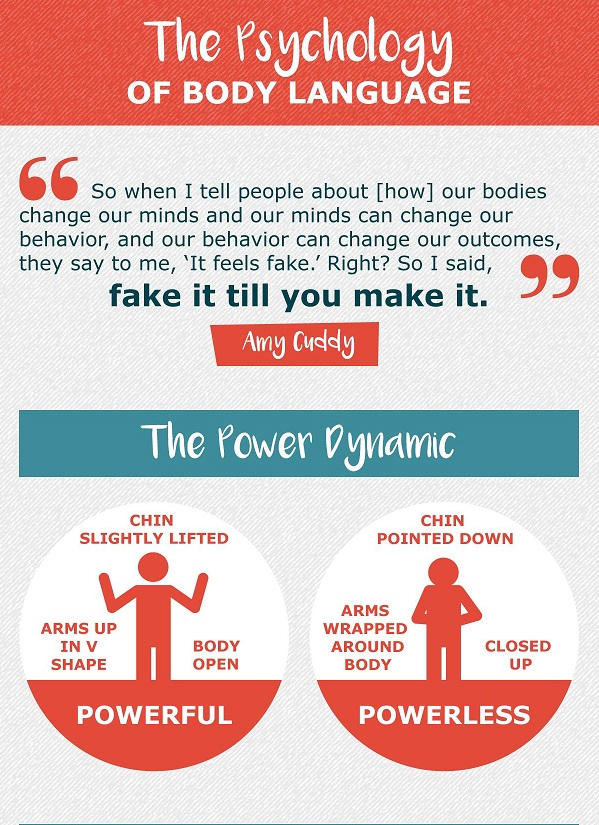 The Psychology
OF BODY LANGUAGE
“ So when I tell people about [how] our bodies
change our minds and our minds can change our
behavior, and our behavior can change our outcomes,
they say to me, ‘It feels fake.’ Right? So I said, ”
fake it till you make it.
Amy Cuddy
The Power Dynamic
CHIN
SLIGHTLY LIFTED
ARMS UP
IN V
SHAPE
BODY
OPEN
POWERFUL
CHIN
POINTED DOWN
ARMS
WRAPPED
AROUND
BODY
CLOSED
UP
POWERLESS